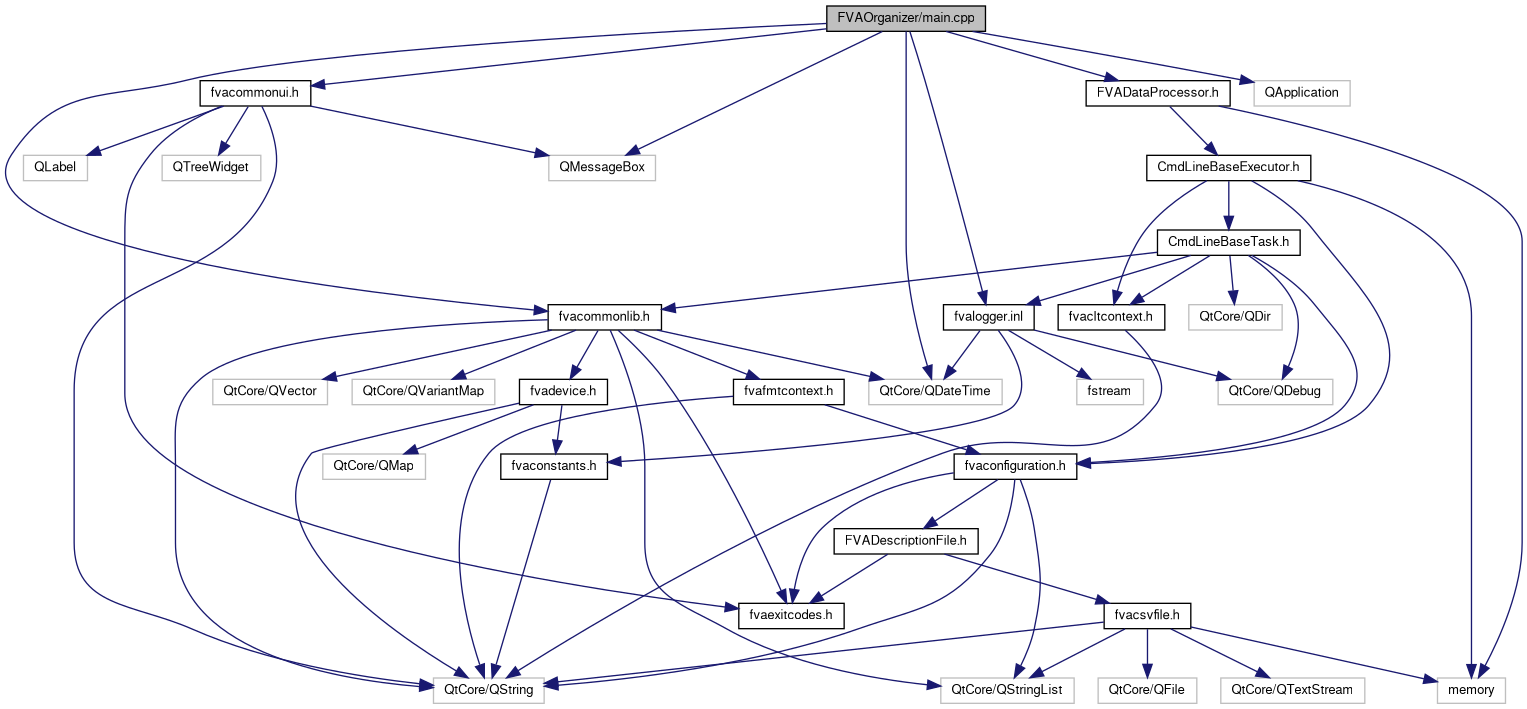 FVAOrganizer/main.cpp
fvacommonui.h
FVADataProcessor.h
QApplication
QLabel
QTreeWidget
QMessageBox
CmdLineBaseExecutor.h
CmdLineBaseTask.h
fvacommonlib.h
fvalogger.inl
fvacltcontext.h
QtCore/QDir
QtCore/QVector
QtCore/QVariantMap
fvadevice.h
fvafmtcontext.h
QtCore/QDateTime
fstream
QtCore/QDebug
QtCore/QMap
fvaconstants.h
fvaconfiguration.h
FVADescriptionFile.h
fvaexitcodes.h
fvacsvfile.h
QtCore/QString
QtCore/QStringList
QtCore/QFile
QtCore/QTextStream
memory